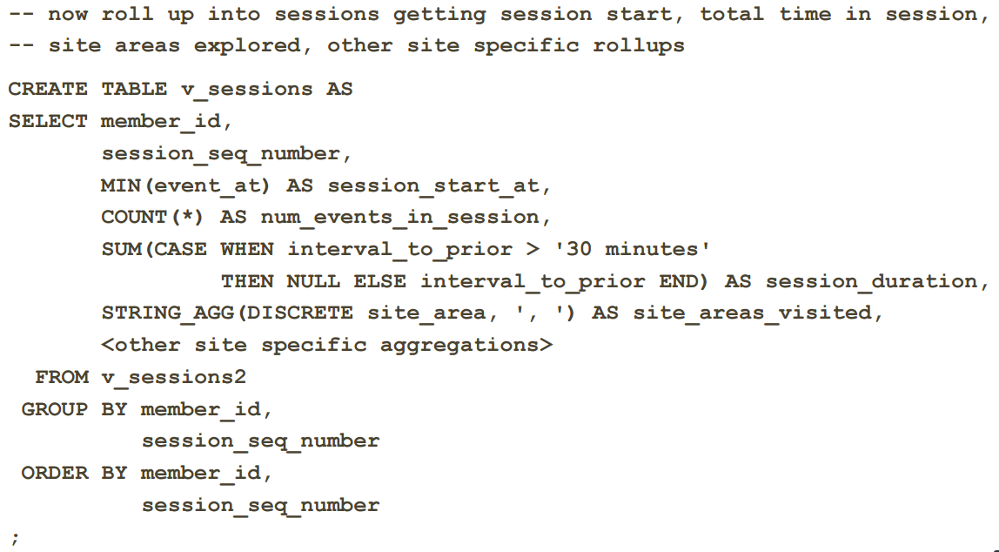 -- now roll up into sessions getting session start, total time in session,
-- site areas explored, other site specific rollups
CREATE TABLE v_sessions AS
SELECT member_id,
session_seq_number,
MIN(event_at) AS session_start_at,
COUNT(*) AS num_events_in_session,
SUM(CASE WHEN interval_to_prior > '30 minutes'
THEN NULL ELSE interval_to_prior END) AS session_duration,
STRING_AGG(DISCRETE site_area, ', ') AS site_areas_visited,
<other site specific aggregations>
FROM v_sessions2
GROUP BY member_id,
session_seq_number
ORDER BY member_id,
session_seq_number
;